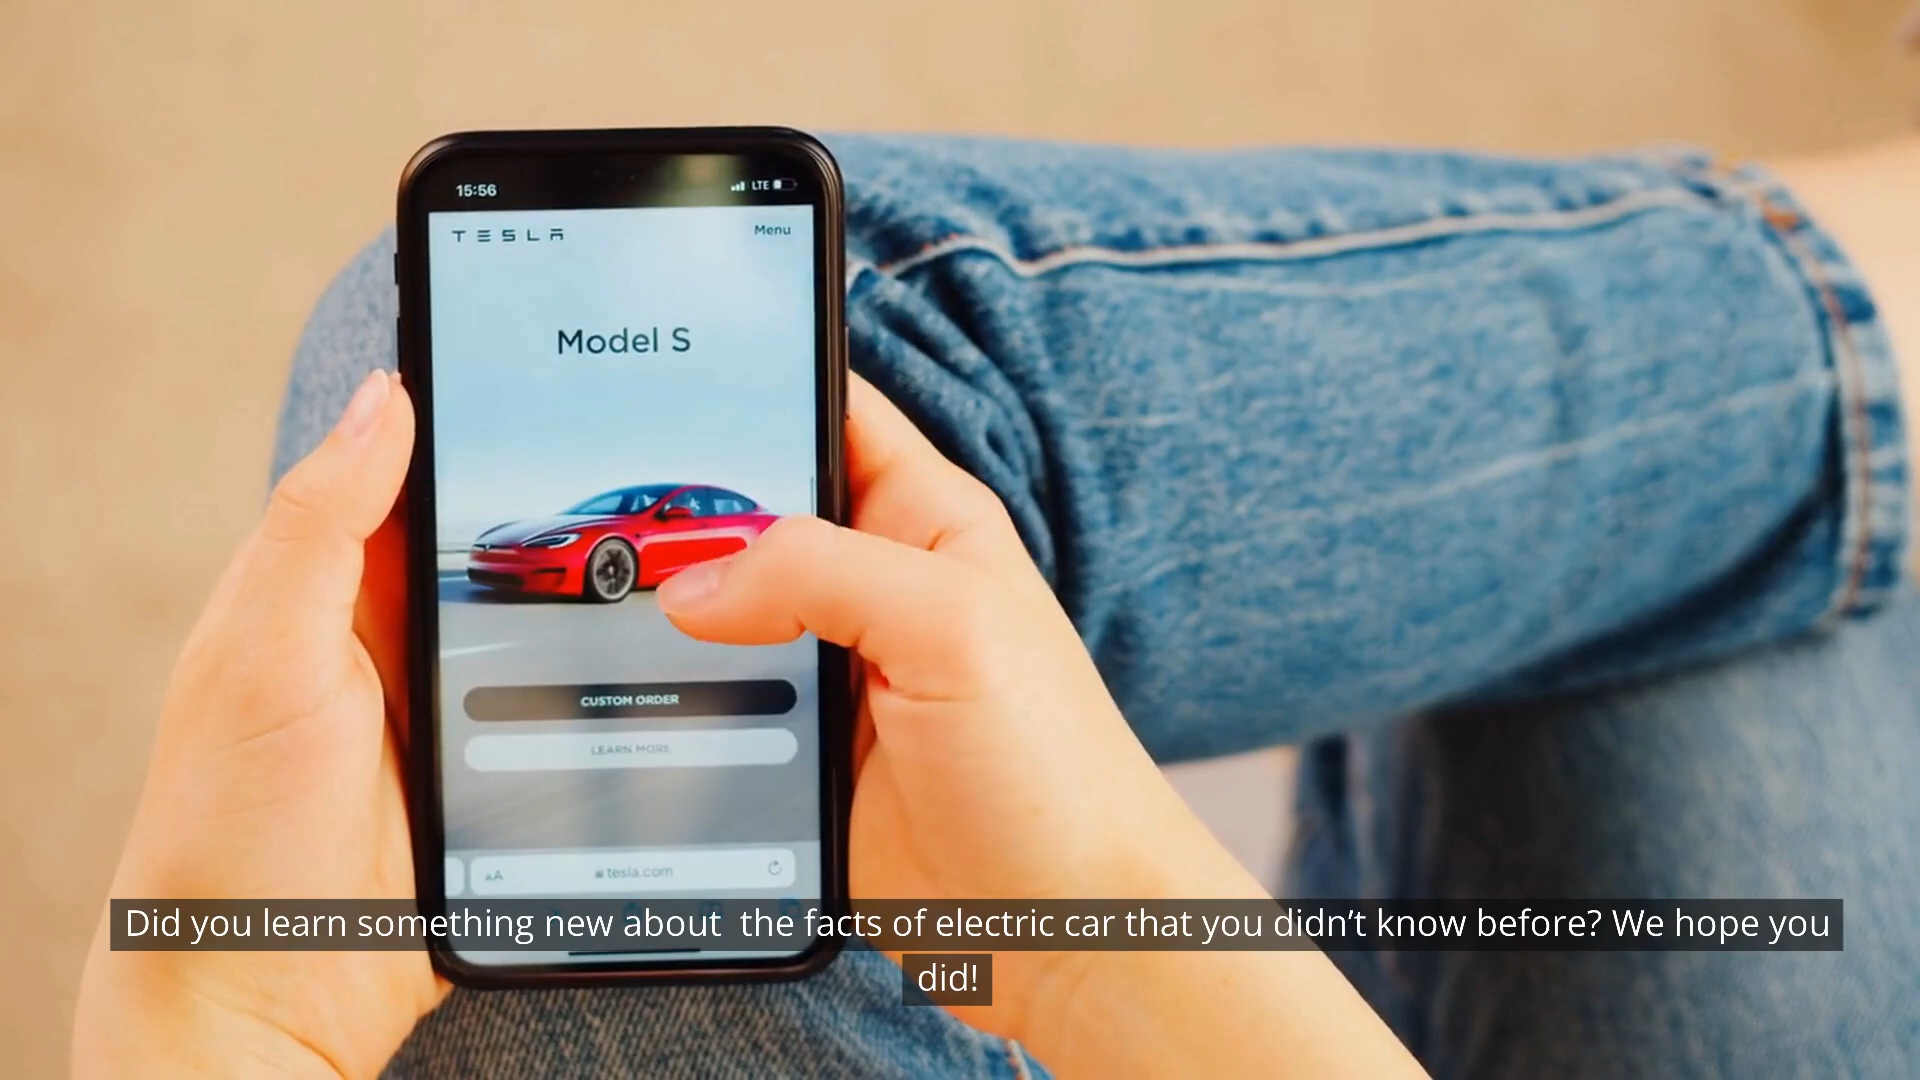 15:56 LTE
TESLA Menu
Model S
CUSTOM ORDER
LEARN MORE
AA tesla.com
Did you learn something new about  the facts of electric car that you didn’t know before? We hope you
did!